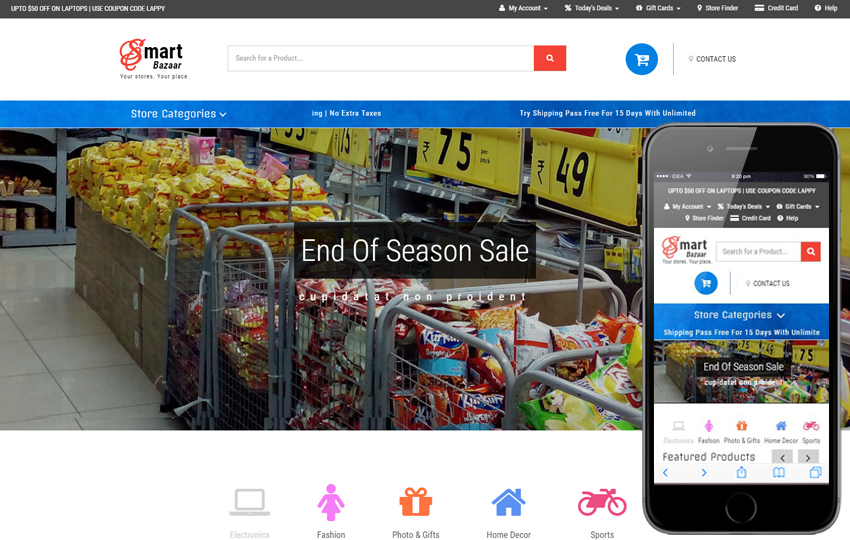 UPTO $50 OFF ON LAPTOPS | USE COUPON CODE LAPPY
My Account
Today's Deals
Gift Cards
Store Finder
Credit Card
Help
Smart
Bazaar
Your stores. Your place.
Search for a Product...
CONTACT US
Store Categories
ing | No Extra Taxes
Try Shipping Pass Free For 15 Days With Unlimited
₹ 75
per
pack
₹ 49
Kurkure
End Of Season Sale
cupidatat non proident
Electronics
Fashion
Photo & Gifts
Home Decor
Sports
IDEA
9:20 pm
90%
UPTO $50 OFF ON LAPTOPS | USE COUPON CODE LAPPY
My Account
Today's Deals
Gift Cards
Store Finder
Credit Card
Help
Smart
Bazaar
Your stores. Your place.
Search for a Product...
CONTACT US
Store Categories
Shipping Pass Free For 15 Days With Unlimite
75
End Of Season Sale
cupidatat non proident
Electronics
Fashion
Photo & Gifts
Home Decor
Sports
Featured Products